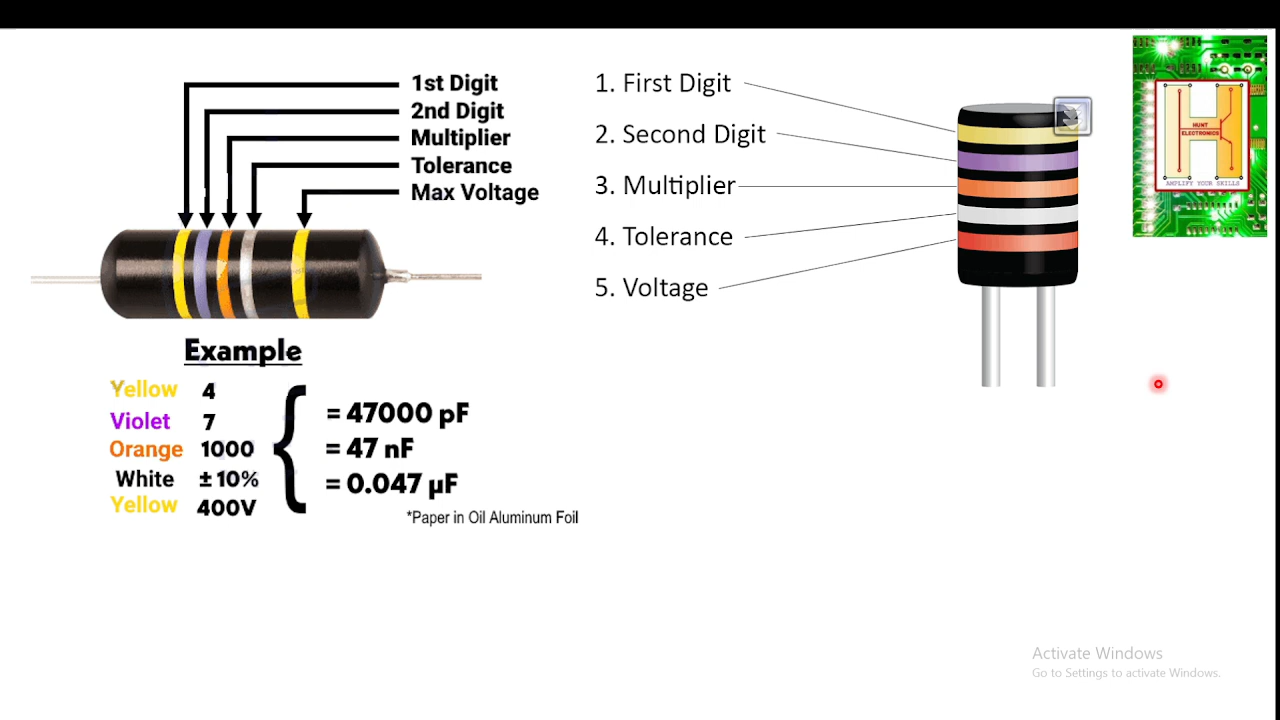 1st Digit
2nd Digit
Multiplier
Tolerance
Max Voltage
Example
Yellow 4
Violet 7
Orange 1000
White ± 10%
Yellow 400V
= 47000 pF
= 47 nF
= 0.047 µF
*Paper in Oil Aluminum Foil
1. First Digit
2. Second Digit
3. Multiplier
4. Tolerance
5. Voltage
HUNT
ELECTRONICS
AMPLIFY YOUR SKILLS
Activate Windows
Go to Settings to activate Windows.